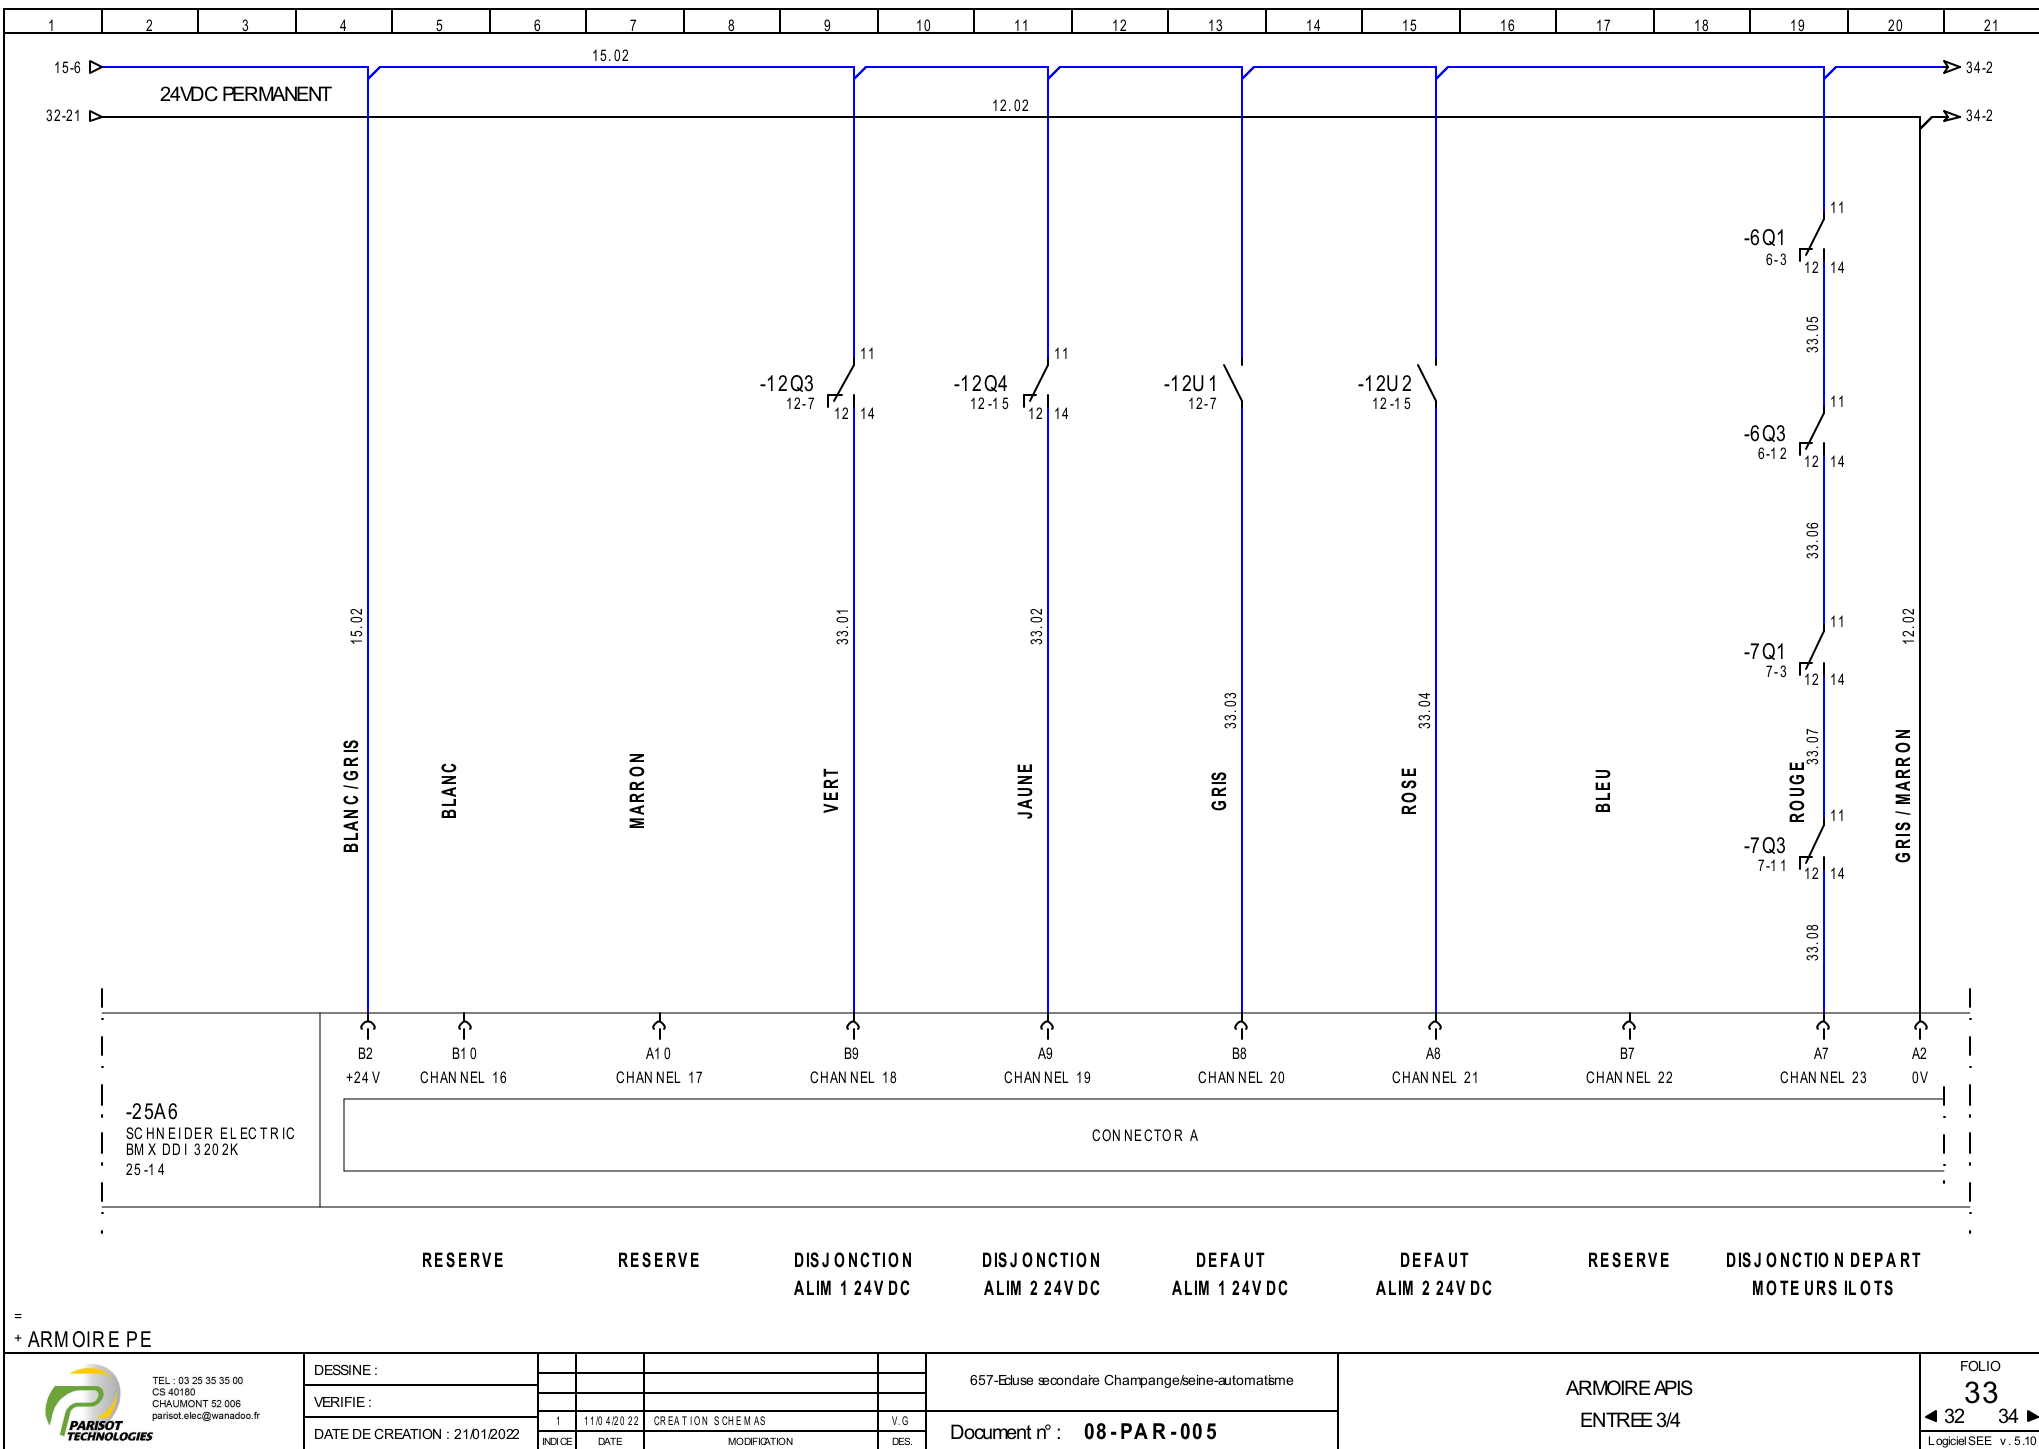 1 2 3 4 5 6 7 8 9 10 11 12 13 14 15 16 17 18 19 20 21
15-6
15.02
34-2
24VDC PERMANENT
32-21
12.02
34-2
11
-6Q1
6-3
12 14
33.05
11
-12Q3
12-7
12 14
11
-12Q4
12-15
12 14
-12U1
12-7
-12U2
12-15
11
-6Q3
6-12
12 14
33.06
15.02
33.01
33.02
33.03
33.04
11
-7Q1
7-3
12 14
33.07
12.02
BLANC / GRIS
BLANC
MARRON
VERT
JAUNE
GRIS
ROSE
BLEU
ROUGE
GRIS / MARRON
11
-7Q3
7-11
12 14
33.08
B2 B10 A10 B9 A9 B8 A8 B7 A7 A2
+24V CHANNEL 16 CHANNEL 17 CHANNEL 18 CHANNEL 19 CHANNEL 20 CHANNEL 21 CHANNEL 22 CHANNEL 23 0V
-25A6
SCHNEIDER ELECTRIC
BMX DDI 3202K
25-14
CONNECTOR A
RESERVE
RESERVE
DISJONCTION
ALIM 1 24VDC
DISJONCTION
ALIM 2 24VDC
DEFAUT
ALIM 1 24VDC
DEFAUT
ALIM 2 24VDC
RESERVE
DISJONCTION DEPART
MOTEURS ILOTS
=
+ ARMOIRE PE
PARISOT
TECHNOLOGIES
TEL : 03 25 35 35 00
CS 40180
CHAUMONT 52 006
parisot.elec@wanadoo.fr
DESSINE :
VERIFIE :
DATE DE CREATION : 21/01/2022
1 11/04/2022 CREATION SCHEMAS V.G
INDICE DATE MODIFICATION DES.
657-Ecluse secondaire Champange/seine-automatisme
Document n° : 08-PAR-005
ARMOIRE APIS
ENTREE 3/4
FOLIO
33
32 34
Logiciel SEE v.5.10